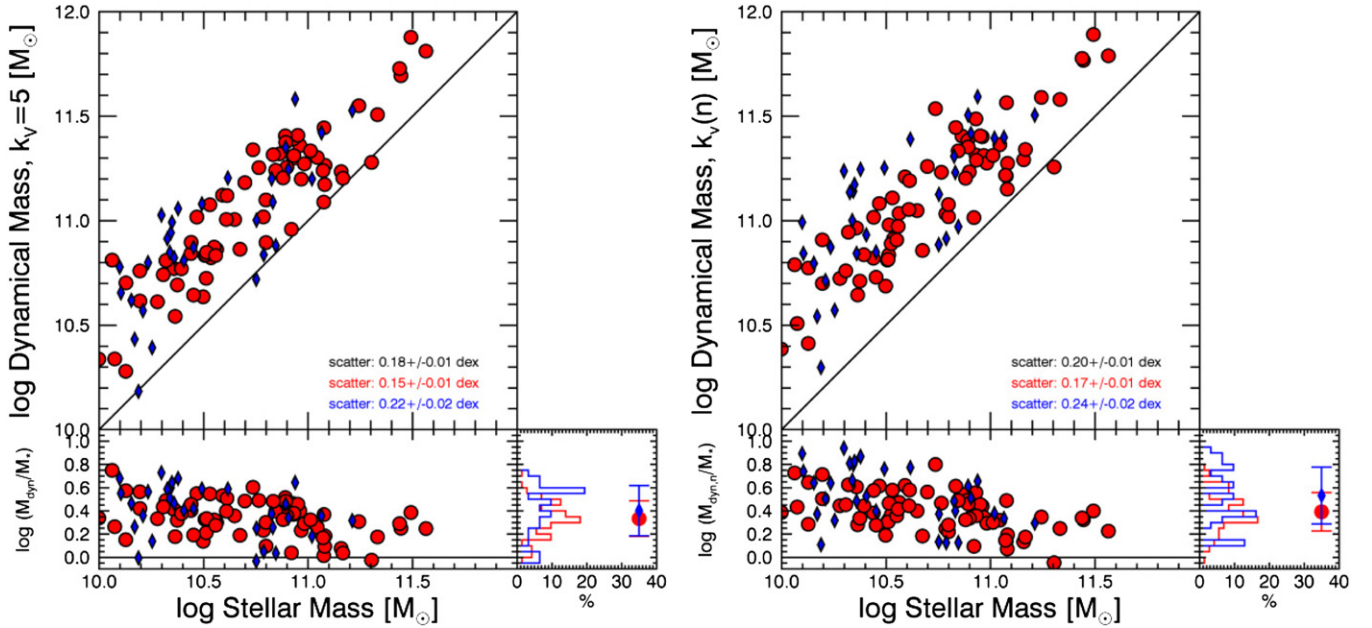 12.0
11.5
11.0
10.5
10.0
log Dynamical Mass, kᵥ=5 [M☉]
scatter: 0.18+/-0.01 dex
scatter: 0.15+/-0.01 dex
scatter: 0.22+/-0.02 dex
1.0
0.8
0.6
0.4
0.2
0.0
log (M_dyn/M*)
10.0 10.5 11.0 11.5
log Stellar Mass [M☉]
0 10 20 30 40
%
12.0
11.5
11.0
10.5
10.0
log Dynamical Mass, kᵥ(n) [M☉]
scatter: 0.20+/-0.01 dex
scatter: 0.17+/-0.01 dex
scatter: 0.24+/-0.02 dex
1.0
0.8
0.6
0.4
0.2
0.0
log (M_dyn,n/M*)
10.0 10.5 11.0 11.5
log Stellar Mass [M☉]
0 10 20 30 40
%